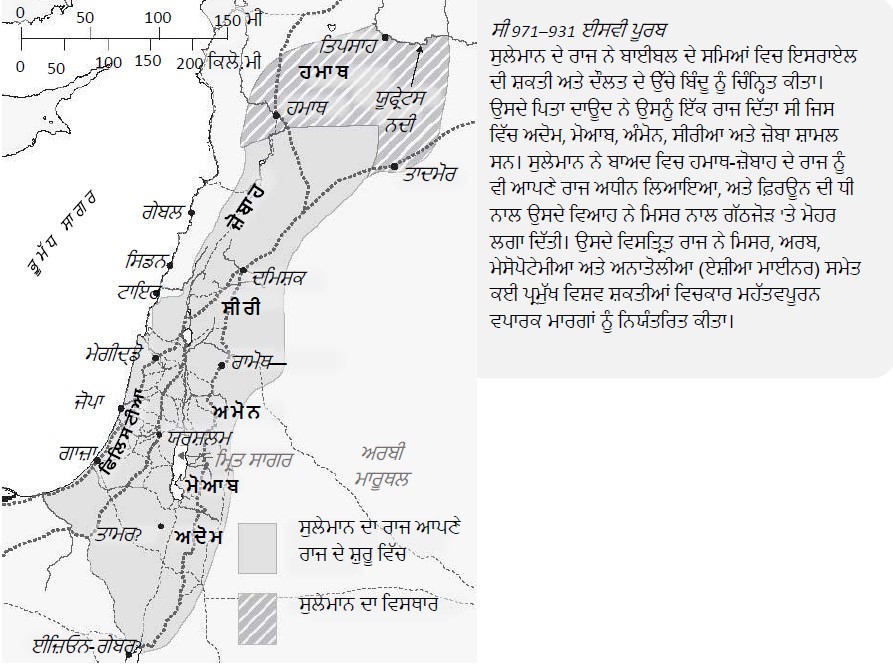 0 50 100 150 ਮੀ
0 50 100 150 200 ਕਿਲੋ.ਮੀ
ਤਿਪਸਾਹ
ਹਮਾਥ
ਹਮਾਥ
ਯੂਫ੍ਰੇਟਸ
ਨਦੀ
ਤਾਦਮੋਰ
ਜ਼ੋਬਾਹ
ਗੇਬਲ
ਭੂਮੱਧ ਸਾਗਰ
ਸਿਡਨ
ਟਾਇਰ
ਦਮਿਸ਼ਕ
ਸ਼ੀਰੀ
ਮੇਗੀਦ੍ਡੋ
ਰਾਮੋਥ
ਜੋਪਾ
ਅਮੋਨ
ਫਿਲਿਸਟੀਆ
ਯਰੂਸ਼ਲਮ
ਗਾਜ਼ਾ
ਮ੍ਰਿਤ ਸਾਗਰ
ਅਰਬੀ
ਮਾਰੂਥਲ
ਮੋਆਬ
ਤਾਮਰ?
ਅਦੋਮ
ਈਜ਼ਿਓਨ-ਗੇਬਰ
ਸੁਲੇਮਾਨ ਦਾ ਰਾਜ ਆਪਣੇ
ਰਾਜ ਦੇ ਸ਼ੁਰੂ ਵਿੱਚ
ਸੁਲੇਮਾਨ ਦਾ ਵਿਸਥਾਰ
ਸੀ 971–931 ਈਸਵੀ ਪੂਰਬ
ਸੁਲੇਮਾਨ ਦੇ ਰਾਜ ਨੇ ਬਾਈਬਲ ਦੇ ਸਮਿਆਂ ਵਿਚ ਇਸਰਾਏਲ
ਦੀ ਸ਼ਕਤੀ ਅਤੇ ਦੌਲਤ ਦੇ ਉੱਚੇ ਬਿੰਦੂ ਨੂੰ ਚਿੰਨ੍ਹਿਤ ਕੀਤਾ।
ਉਸਦੇ ਪਿਤਾ ਦਾਊਦ ਨੇ ਉਸਨੂੰ ਇੱਕ ਰਾਜ ਦਿੱਤਾ ਸੀ ਜਿਸ
ਵਿੱਚ ਅਦੋਮ, ਮੋਆਬ, ਅੰਮੋਨ, ਸੀਰੀਆ ਅਤੇ ਜ਼ੋਬਾ ਸ਼ਾਮਲ
ਸਨ। ਸੁਲੇਮਾਨ ਨੇ ਬਾਅਦ ਵਿਚ ਹਮਾਥ-ਜ਼ੋਬਾਹ ਦੇ ਰਾਜ ਨੂੰ
ਵੀ ਆਪਣੇ ਰਾਜ ਅਧੀਨ ਲਿਆਇਆ, ਅਤੇ ਫ਼ਿਰਊਨ ਦੀ ਧੀ
ਨਾਲ ਉਸਦੇ ਵਿਆਹ ਨੇ ਮਿਸਰ ਨਾਲ ਗੱਠਜੋੜ 'ਤੇ ਮੋਹਰ
ਲਗਾ ਦਿੱਤੀ। ਉਸਦੇ ਵਿਸਤ੍ਰਿਤ ਰਾਜ ਨੇ ਮਿਸਰ, ਅਰਬ,
ਮੇਸੋਪੋਟੇਮੀਆ ਅਤੇ ਅਨਾਤੋਲੀਆ (ਏਸ਼ੀਆ ਮਾਈਨਰ) ਸਮੇਤ
ਕਈ ਪ੍ਰਮੁੱਖ ਵਿਸ਼ਵ ਸ਼ਕਤੀਆਂ ਵਿਚਕਾਰ ਮਹੱਤਵਪੂਰਨ
ਵਪਾਰਕ ਮਾਰਗਾਂ ਨੂੰ ਨਿਯੰਤਰਿਤ ਕੀਤਾ।